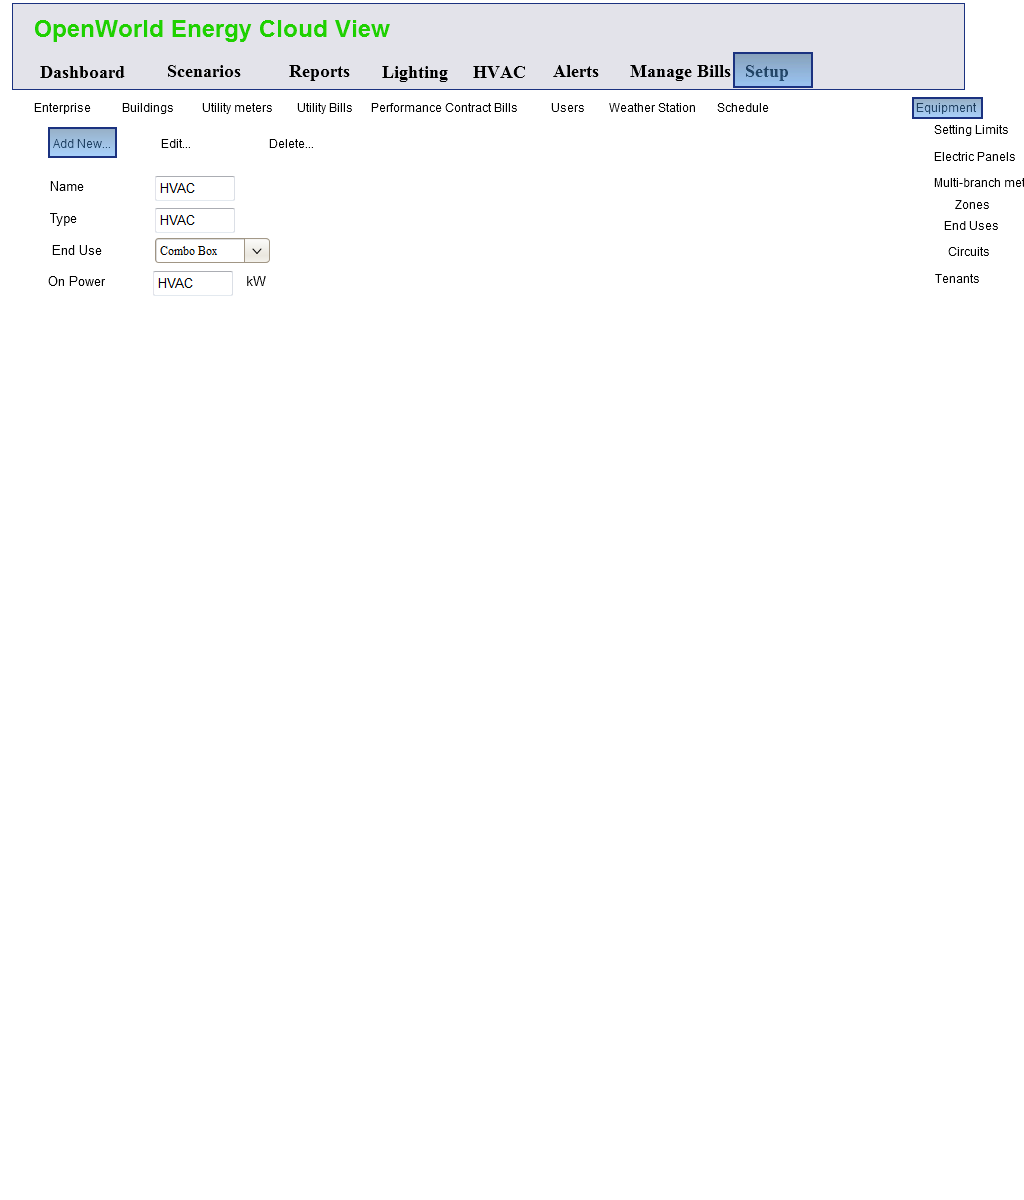 OpenWorld Energy Cloud View
Dashboard Scenarios Reports Lighting HVAC Alerts Manage Bills Setup
Enterprise Buildings Utility meters Utility Bills Performance Contract Bills Users Weather Station Schedule Equipment
Setting Limits
Add New... Edit... Delete...
Electric Panels
Multi-branch met
Name HVAC
Zones
Type HVAC
End Uses
End Use Combo Box
Circuits
On Power HVAC kW
Tenants